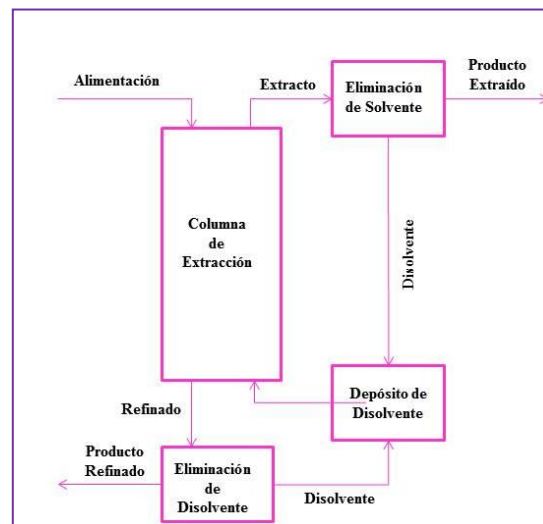 Alimentación
Extracto
Eliminación
de Solvente
Producto
Extraído
Columna
de
Extracción
Disolvente
Depósito de
Disolvente
Refinado
Producto
Refinado
Eliminación
de
Disolvente
Disolvente